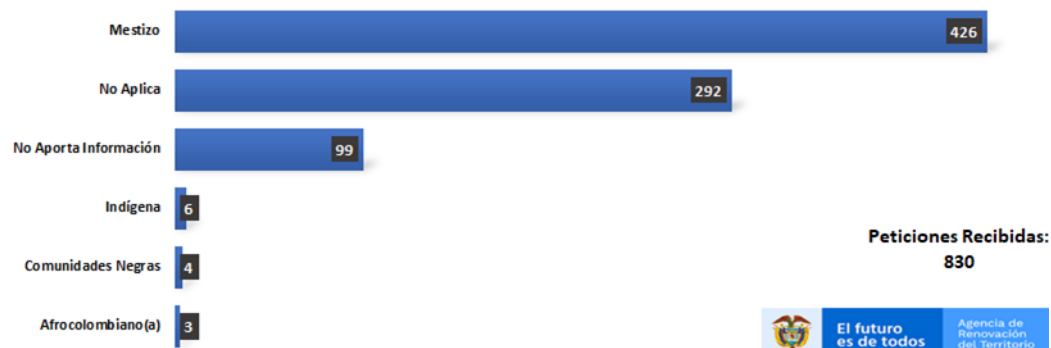 Mestizo 426
No Aplica 292
No Aporta Información 99
Indígena 6
Comunidades Negras 4
Afrocolombiano(a) 3
Peticiones Recibidas:
830
El futuro
es de todos
Agencia de
Renovación
del Territorio